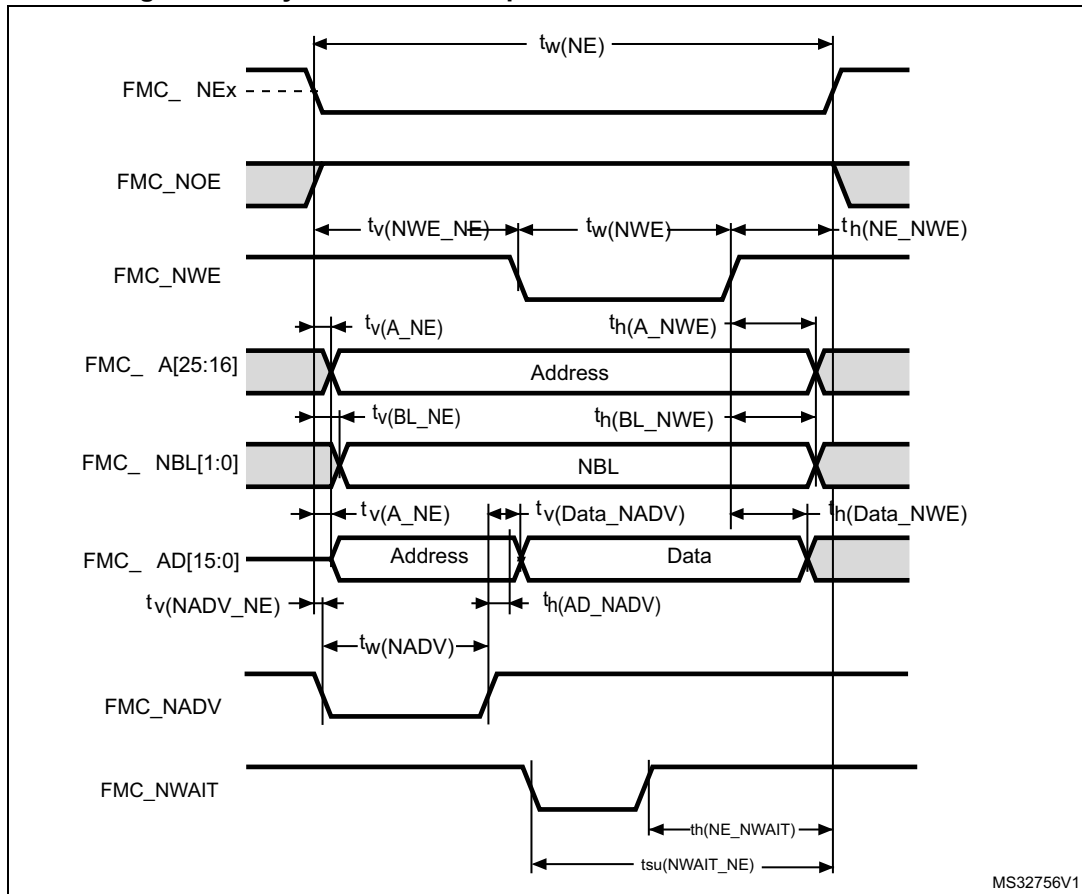 tw(NE)
FMC_ NEx
FMC_NOE
tv(NWE_NE) tw(NWE) th(NE_NWE)
FMC_NWE
tv(A_NE) th(A_NWE)
FMC_ A[25:16] Address
tv(BL_NE) th(BL_NWE)
FMC_ NBL[1:0] NBL
tv(A_NE) tv(Data_NADV) th(Data_NWE)
FMC_ AD[15:0] Address Data
tv(NADV_NE) th(AD_NADV)
tw(NADV)
FMC_NADV
FMC_NWAIT
th(NE_NWAIT)
tsu(NWAIT_NE)
MS32756V1